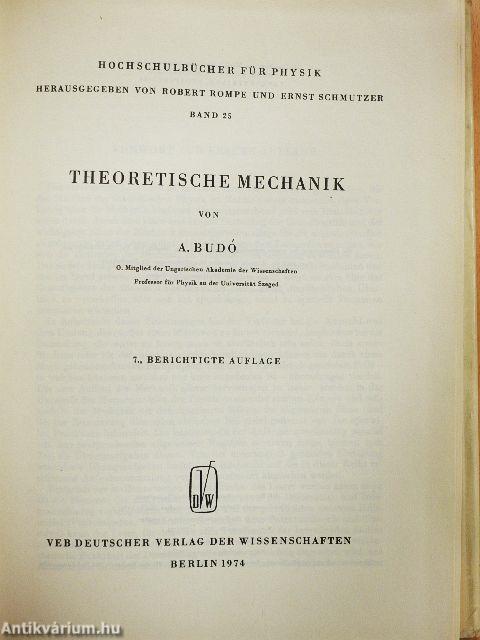 HOCHSCHULBÜCHER FÜR PHYSIK
HERAUSGEGEBEN VON ROBERT ROMPE UND ERNST SCHMUTZER
BAND 25
THEORETISCHE MECHANIK
VON
A. BUDÓ
O. Mitglied der Ungarischen Akademie der Wissenschaften
Professor für Physik an der Universität Szeged
7., BERICHTIGTE AUFLAGE
D W
VEB DEUTSCHER VERLAG DER WISSENSCHAFTEN
BERLIN 1974
Antikvárium.hu